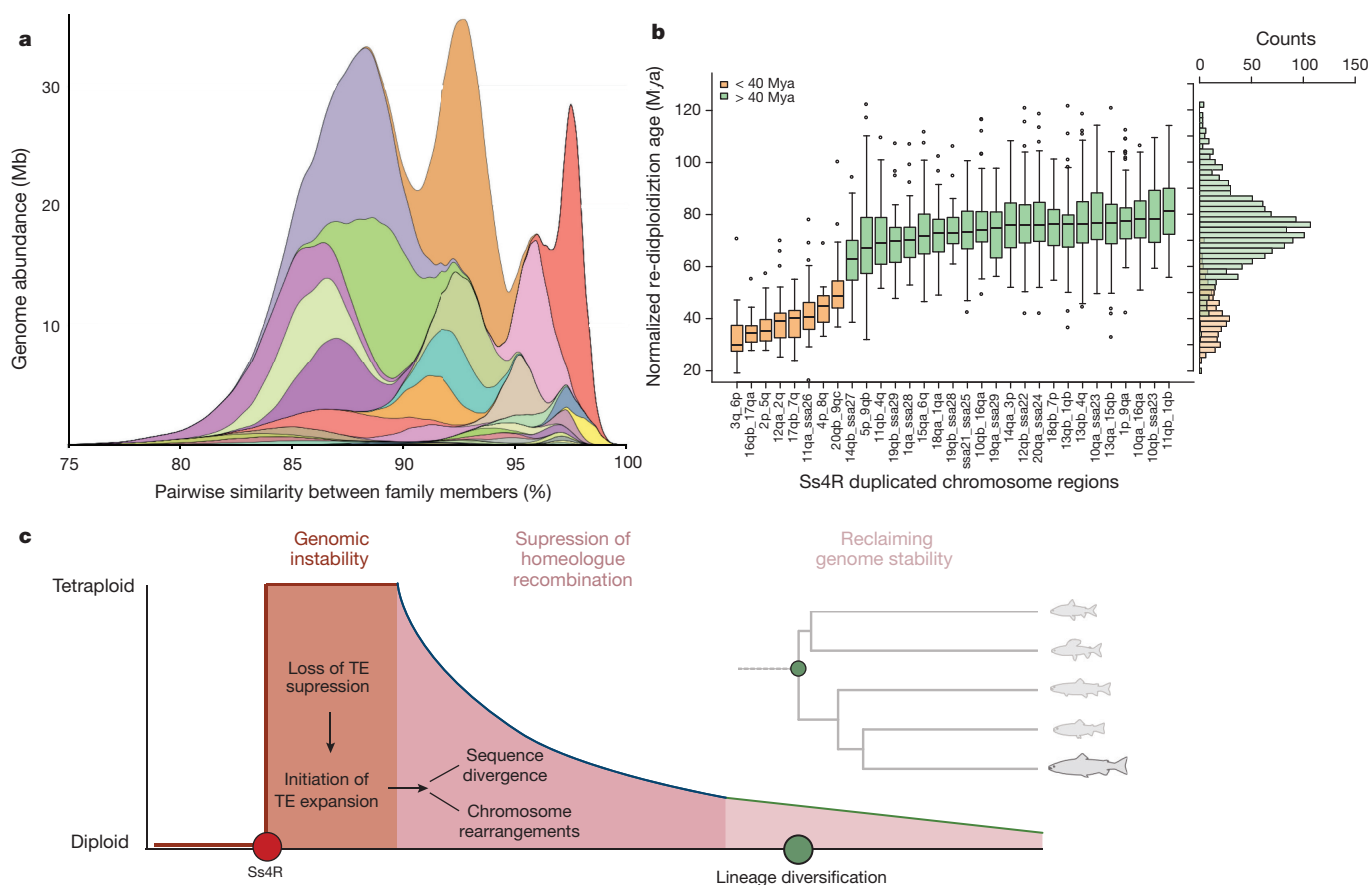 a
Genome abundance (Mb)
30
20
10
75
80
85
90
95
100
Pairwise similarity between family members (%)
b
Normalized re-didploidiztion age (Mya)
< 40 Mya
> 40 Mya
120
100
80
60
40
20
3q_6p
16qb_17qa
2p_5q
12qa_2q
17qb_7q
11qa_ssa26
4p_8q
20qb_9qc
14qb_ssa27
5p_9qb
11qb_4q
19qb_ssa29
1qa_ssa28
15qa_6q
18qa_1qa
19qb_ssa28
ssa21_ssa25
10qb_16qa
19qa_ssa29
14qa_3p
12qb_ssa22
20qa_ssa24
18qb_7p
13qb_1qb
13qb_4q
10qa_ssa23
13qa_15qb
1p_9qa
10qa_16qa
10qb_ssa23
11qb_1qb
Ss4R duplicated chromosome regions
Counts
0
50
100
150
c
Genomic
instability
Supression of
homeologue
recombination
Reclaiming
genome stability
Tetraploid
Loss of TE
supression
Initiation of
TE expansion
Sequence
divergence
Chromosome
rearrangements
Diploid
Ss4R
Lineage diversification